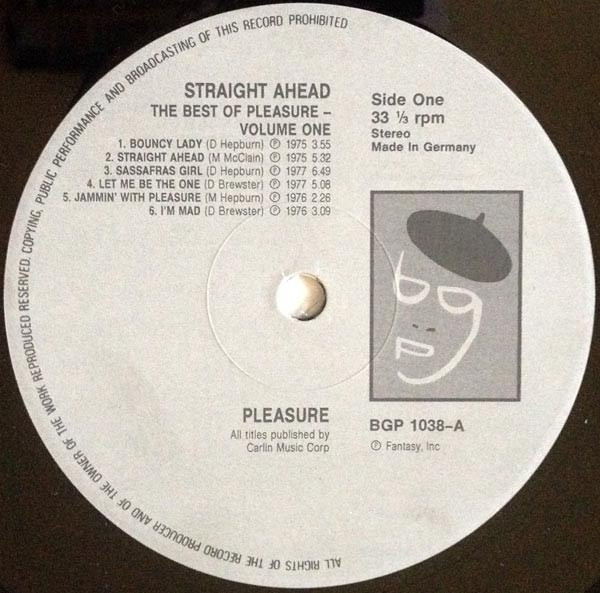 ALL RIGHTS OF THE RECORD PRODUCER AND OF THE OWNER OF THE WORK REPRODUCED RESERVED. COPYING, PUBLIC PERFORMANCE AND BROADCASTING OF THIS RECORD PROHIBITED
STRAIGHT AHEAD
THE BEST OF PLEASURE –
VOLUME ONE
1. BOUNCY LADY (D Hepburn) Ⓟ 1975 3.55
2. STRAIGHT AHEAD (M McClain) Ⓟ 1975 5.32
3. SASSAFRAS GIRL (D Hepburn) Ⓟ 1977 6.49
4. LET ME BE THE ONE (D Brewster) Ⓟ 1977 5.08
5. JAMMIN' WITH PLEASURE (M Hepburn) Ⓟ 1976 2.26
6. I'M MAD (D Brewster) Ⓟ 1976 3.09
Side One
33 ⅓ rpm
Stereo
Made In Germany
bgp
PLEASURE
All titles published by
Carlin Music Corp
BGP 1038–A
Ⓟ Fantasy, Inc